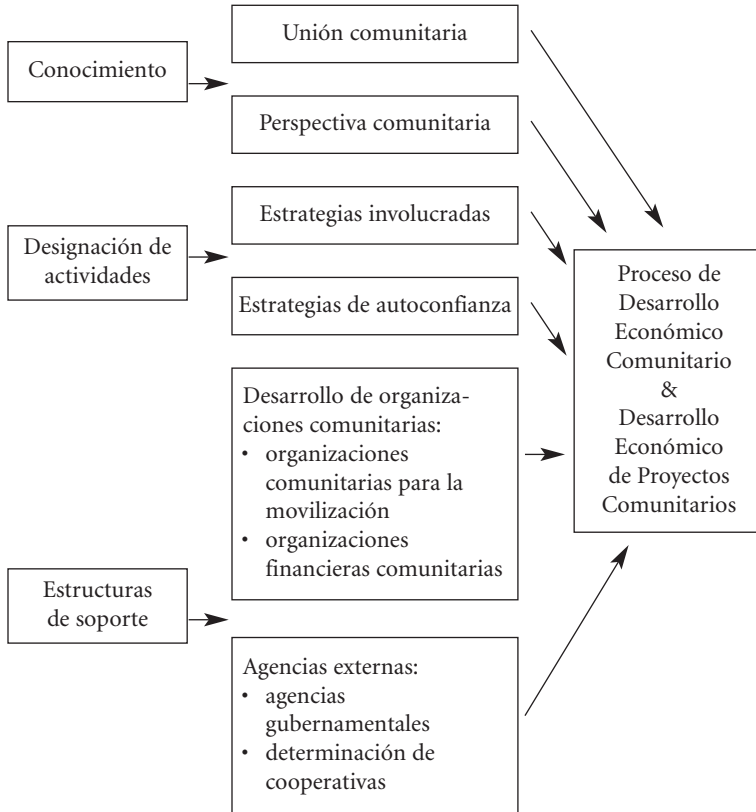 Conocimiento
Unión comunitaria
Perspectiva comunitaria
Designación de
actividades
Estrategias involucradas
Estrategias de autoconfianza
Estructuras
de soporte
Desarrollo de organiza-
ciones comunitarias:
• organizaciones
comunitarias para la
movilización
• organizaciones
financieras comunitarias
Agencias externas:
• agencias
gubernamentales
• determinación de
cooperativas
Proceso de
Desarrollo
Económico
Comunitario
&
Desarrollo
Económico
de Proyectos
Comunitarios